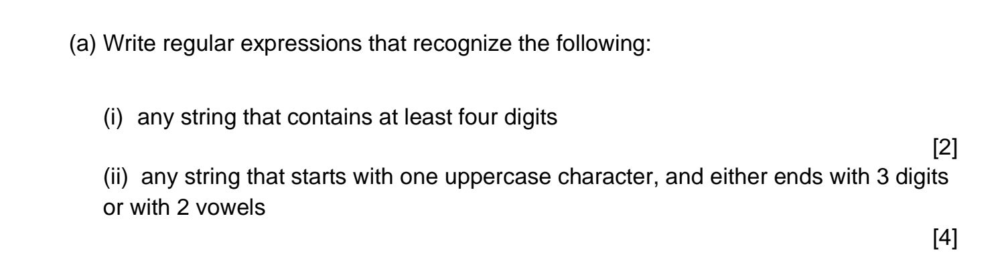 (a) Write regular expressions that recognize the following:
(i) any string that contains at least four digits
[2]
(ii) any string that starts with one uppercase character, and either ends with 3 digits
or with 2 vowels
[4]